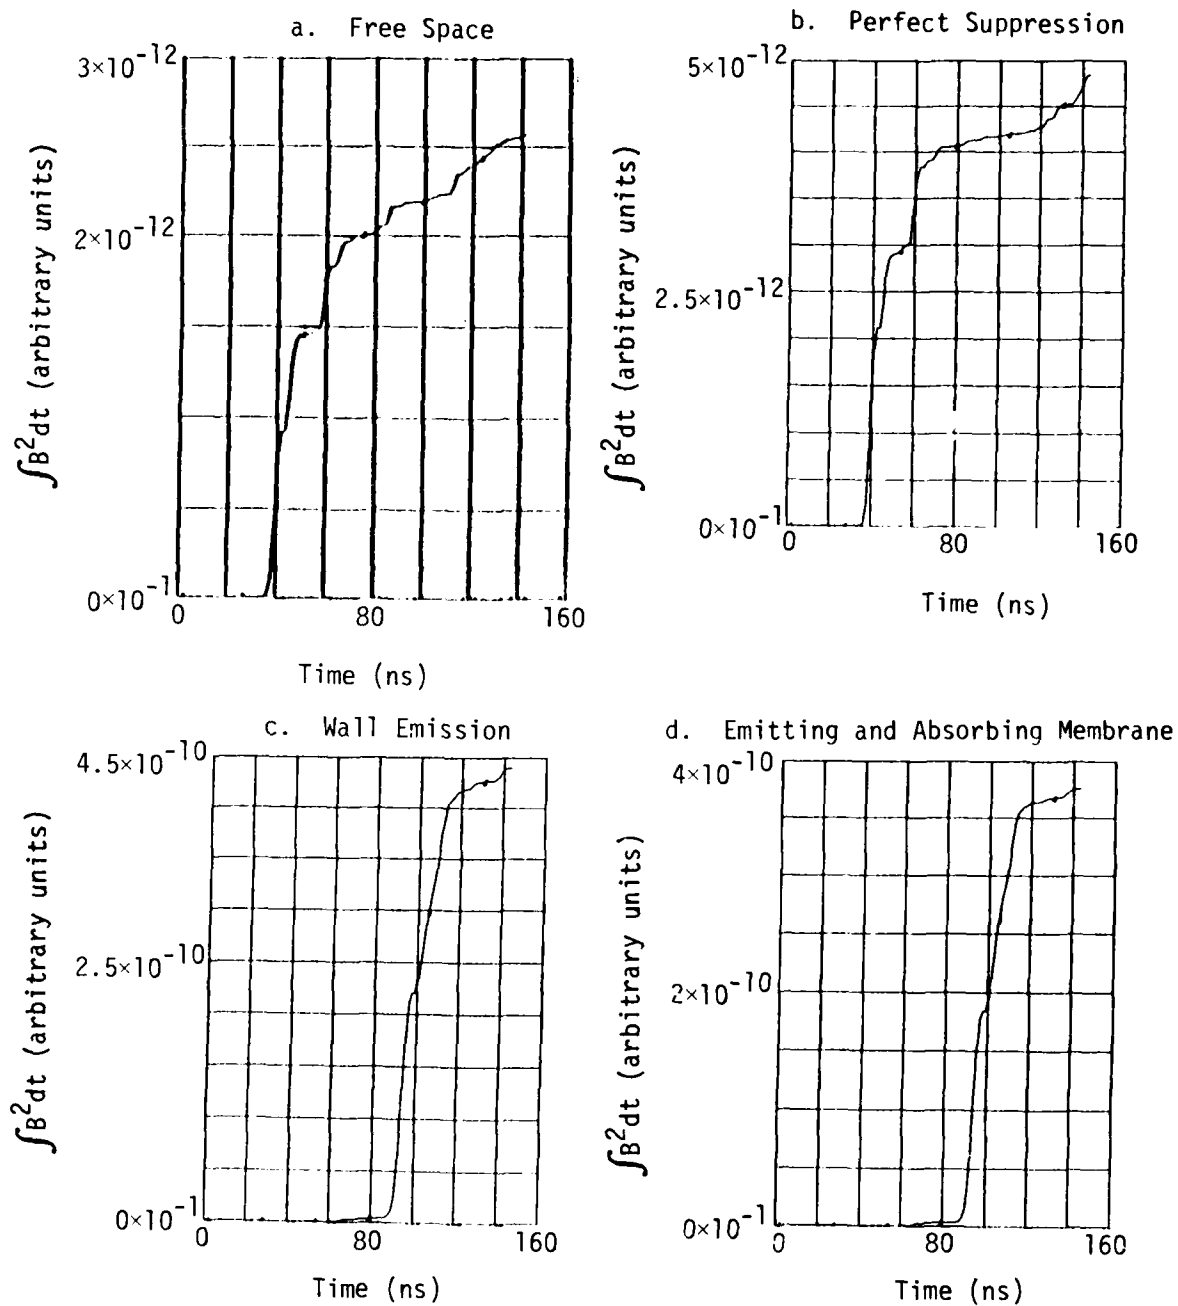 a. Free Space
3×10-12
2×10-12
0×10-1
0
80
160
∫B2dt (arbitrary units)
Time (ns)
b. Perfect Suppression
5×10-12
2.5×10-12
0×10-1
0
80
160
∫B2dt (arbitrary units)
Time (ns)
c. Wall Emission
4.5×10-10
2.5×10-10
0×10-1
0
80
160
∫B2dt (arbitrary units)
Time (ns)
d. Emitting and Absorbing Membrane
4×10-10
2×10-10
0×10-1
0
80
160
∫B2dt (arbitrary units)
Time (ns)